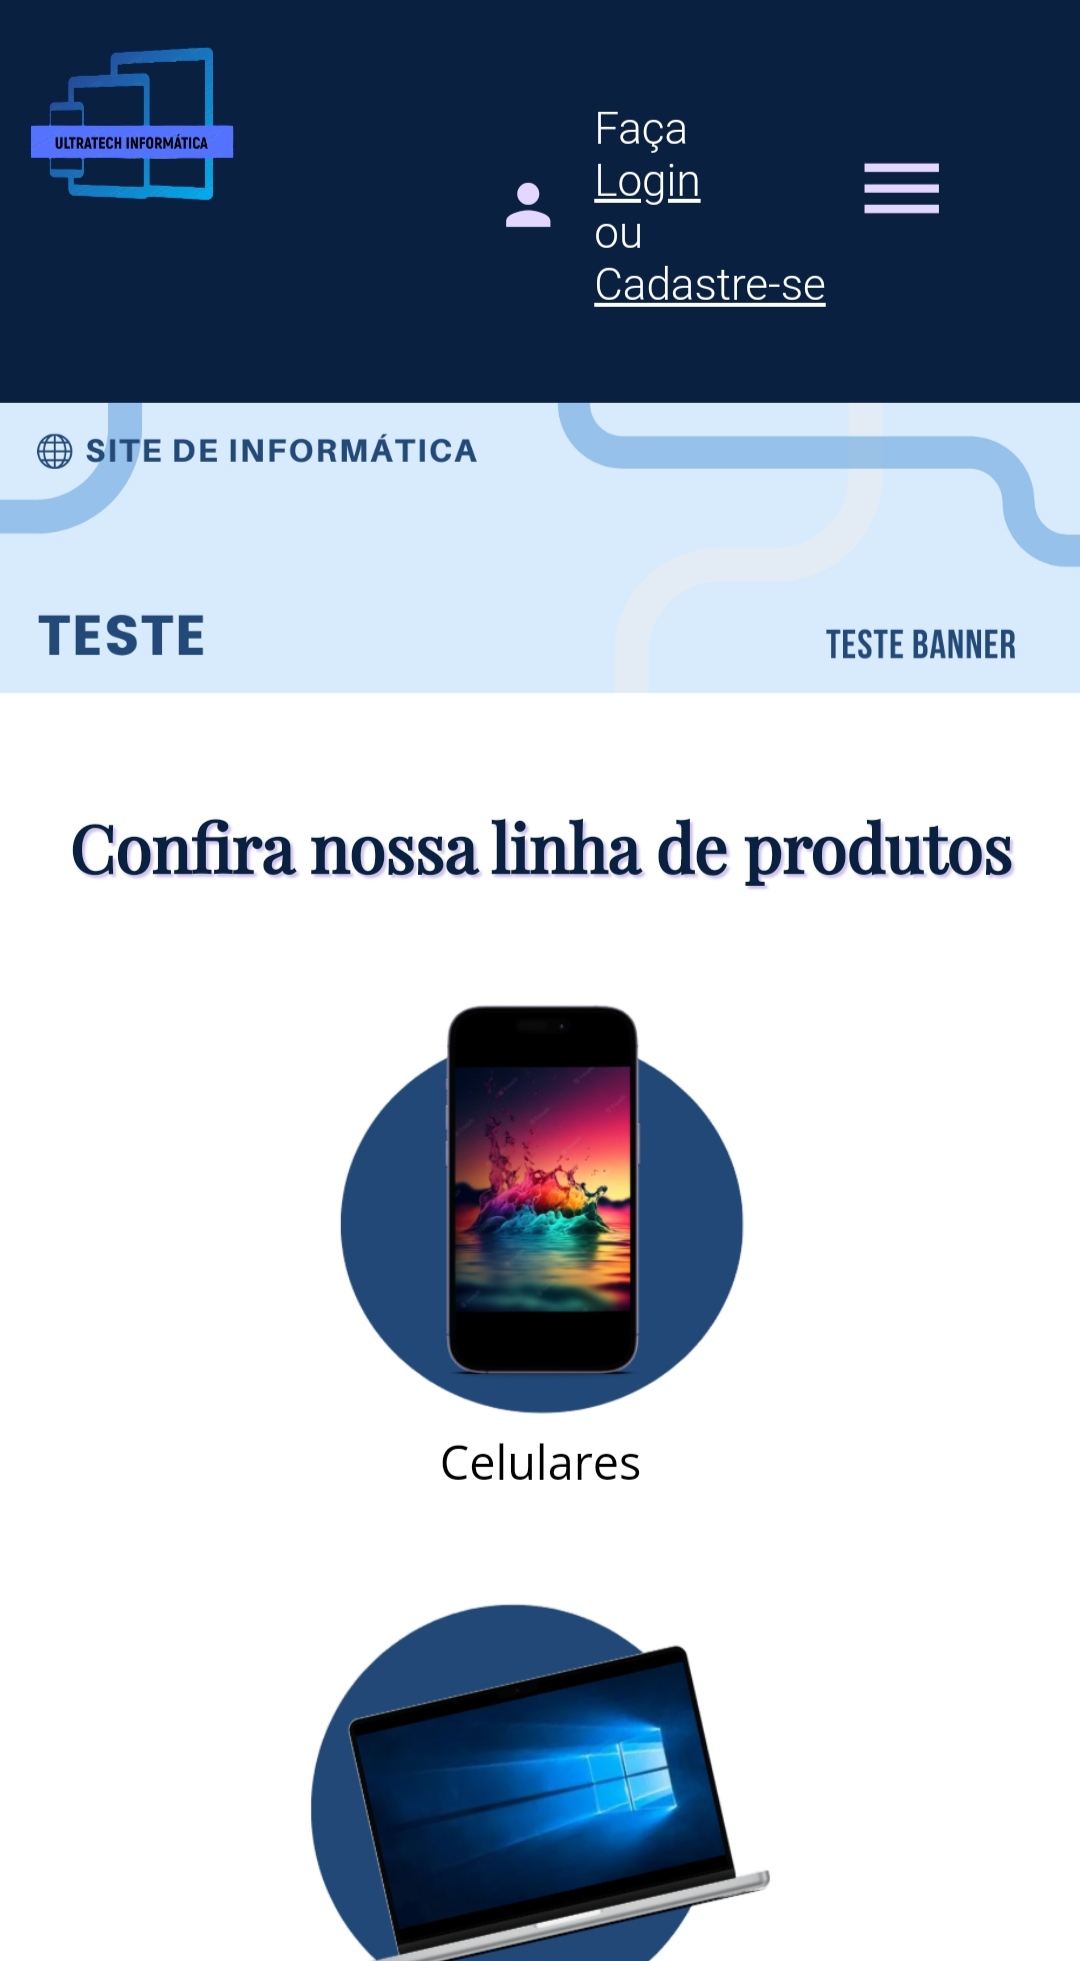 ULTRATECH INFORMÁTICA
Faça
Login
ou
Cadastre-se
SITE DE INFORMÁTICA
TESTE
TESTE BANNER
Confira nossa linha de produtos
Celulares